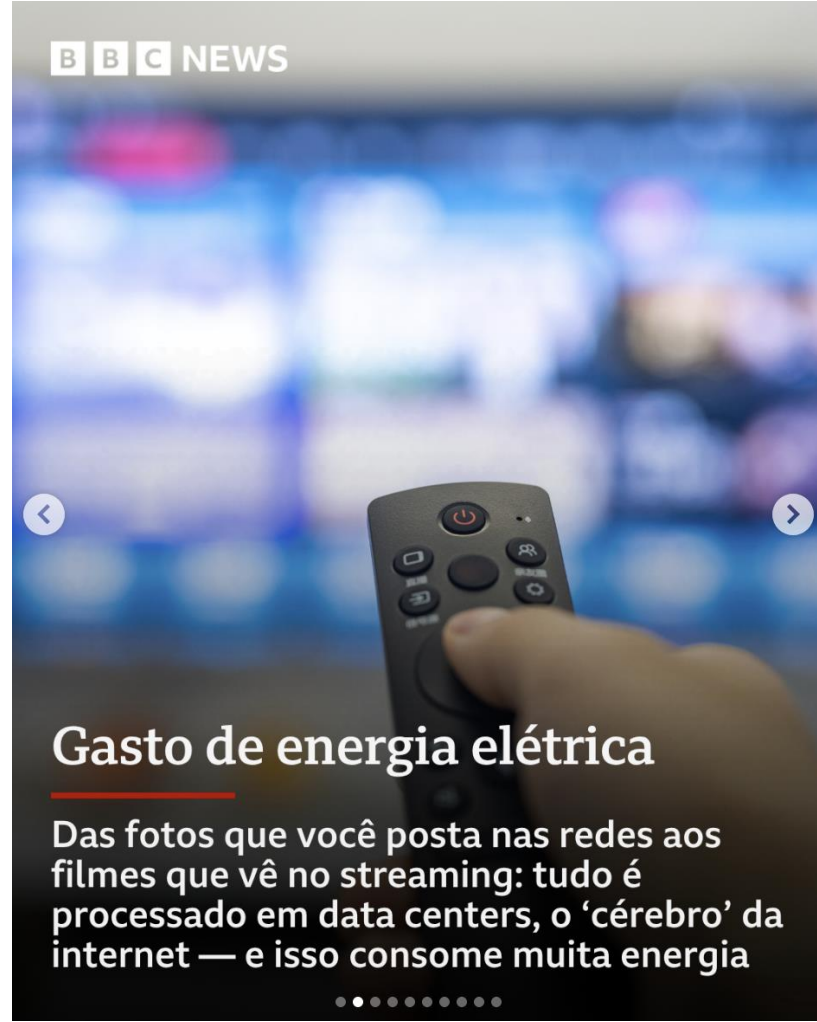 BBC NEWS
Gasto de energia elétrica
Das fotos que você posta nas redes aos
filmes que vê no streaming: tudo é
processado em data centers, o ‘cérebro’ da
internet — e isso consome muita energia